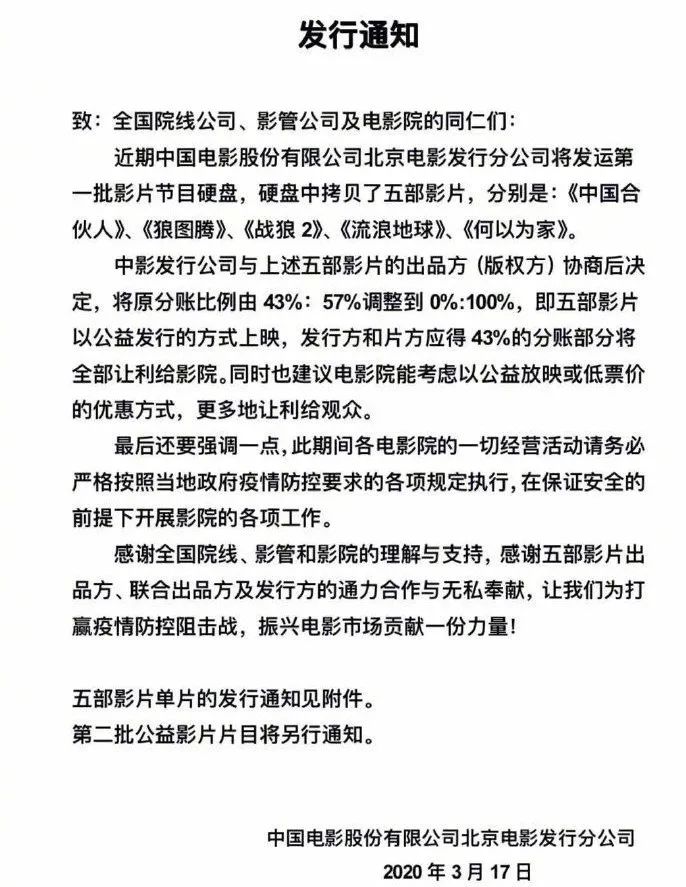 发行通知
致：全国院线公司、影管公司及电影院的同仁们：
近期中国电影股份有限公司北京电影发行分公司将发运第
一批影片节目硬盘，硬盘中拷贝了五部影片，分别是：《中国合
伙人》、《狼图腾》、《战狼 2》、《流浪地球》、《何以为家》。
中影发行公司与上述五部影片的出品方（版权方）协商后决
定，将原分账比例由 43%：57%调整到 0%:100%，即五部影片
以公益发行的方式上映，发行方和片方应得 43%的分账部分将
全部让利给影院。同时也建议电影院能考虑以公益放映或低票价
的优惠方式，更多地让利给观众。
最后还要强调一点，此期间各电影院的一切经营活动请务必
严格按照当地政府疫情防控要求的各项规定执行，在保证安全的
前提下开展影院的各项工作。
感谢全国院线、影管和影院的理解与支持，感谢五部影片出
品方、联合出品方及发行方的通力合作与无私奉献，让我们为打
赢疫情防控阻击战，振兴电影市场贡献一份力量！
五部影片单片的发行通知见附件。
第二批公益影片片目将另行通知。
中国电影股份有限公司北京电影发行分公司
2020 年 3 月 17 日